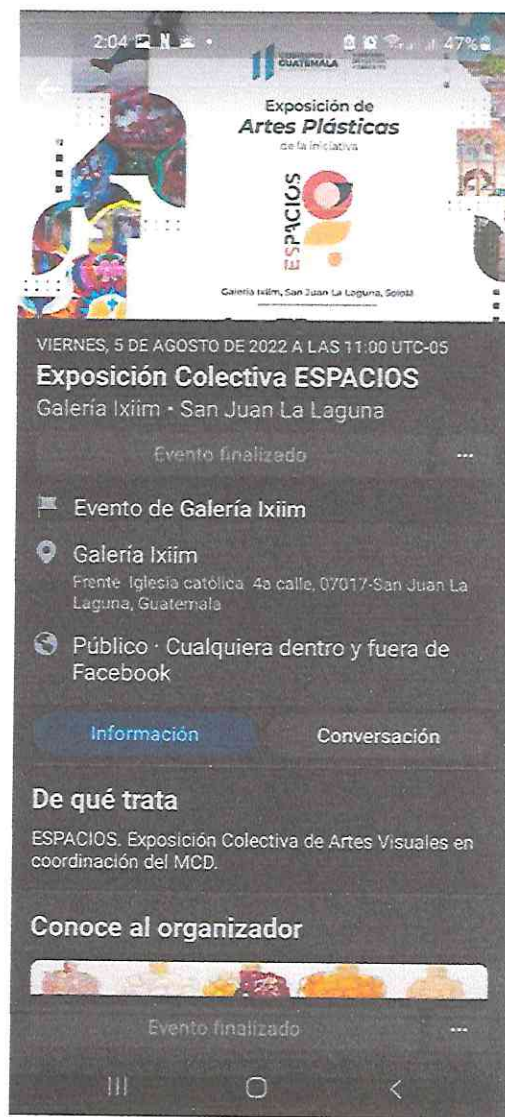 2:04 N • 47%
GOBIERNO de
GUATEMALA
Exposición de
Artes Plásticas
de la iniciativa
ESPACIOS
Galería Ixiim, San Juan La Laguna, Sololá
VIERNES, 5 DE AGOSTO DE 2022 A LAS 11:00 UTC-05
Exposición Colectiva ESPACIOS
Galería Ixiim • San Juan La Laguna
Evento finalizado ...
Evento de Galería Ixiim
Galería Ixiim
Frente Iglesia católica 4a calle, 07017-San Juan La
Laguna, Guatemala
Público · Cualquiera dentro y fuera de
Facebook
Información Conversación
De qué trata
ESPACIOS. Exposición Colectiva de Artes Visuales en
coordinación del MCD.
Conoce al organizador
Evento finalizado ...